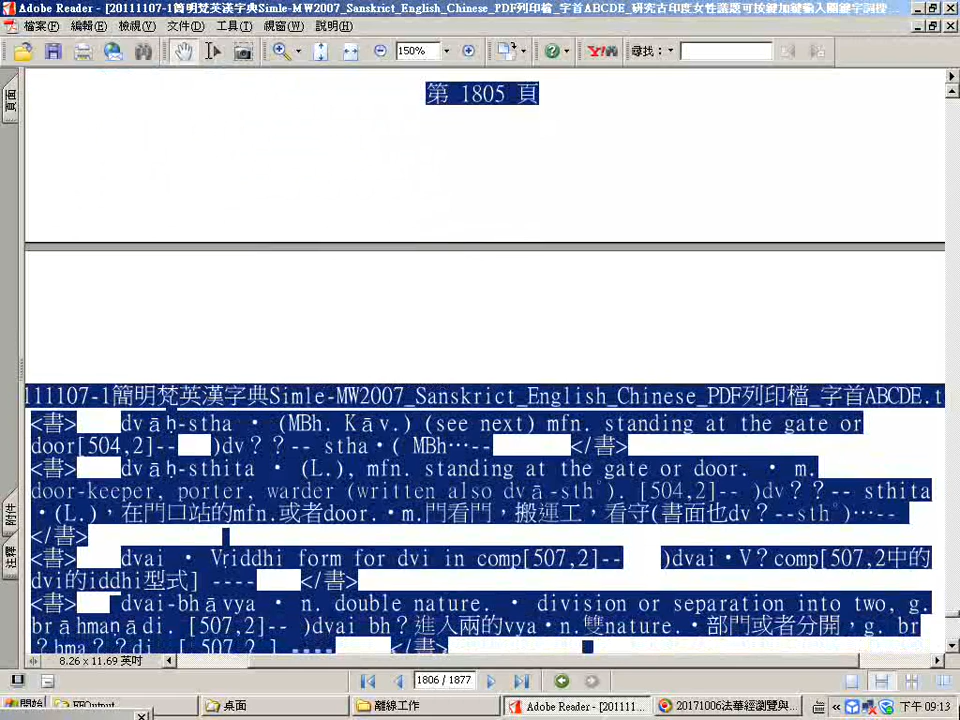 Adobe Reader - [20111107-1簡明梵英漢字典Simle-MW2007_Sanskrict_English_Chinese_PDF列印檔_字首ABCDE_研究古印度女性議題可按鍵加鍵輸入關鍵字詞搜
檔案(F) 編輯(E) 檢視(V) 文件(D) 工具(T) 視窗(W) 說明(H)
150% Y! 尋找:
頁面
第 1805 頁
111107-1簡明梵英漢字典Simle-MW2007_Sanskrict_English_Chinese_PDF列印檔_字首ABCDE.t
<書> dvāḥ-stha · (MBh. Kāv.) (see next) mfn. standing at the gate or
door[504,2]-- )dv？？-- stha·( MBh…-- </書>
<書> dvāḥ-sthita · (L.), mfn. standing at the gate or door. · m.
door-keeper, porter, warder (written also dvā-sth°). [504,2]-- )dv？？-- sthita
·(L.)，在門口站的mfn.或者door.·m.門看門，搬運工，看守(書面也dv？--sth°)…--
</書>
<書> dvai · Vṛiddhi form for dvi in comp[507,2]-- )dvai·V？comp[507,2中的
dvi的iddhi型式] ---- </書>
<書> dvai-bhāvya · n. double nature. · division or separation into two, g.
brāhmaṇādi. [507,2]-- )dvai bh？進入兩的vya·n.雙nature.·部門或者分開，g. br
？hma？？di. [507,2] ---- </書>
附件
注釋
8.26 x 11.69 英吋
1806 / 1877
開始 FFOutput 桌面 離線工作 Adobe Reader - [20111... 20171006法華經瀏覽與... 下午 09:13